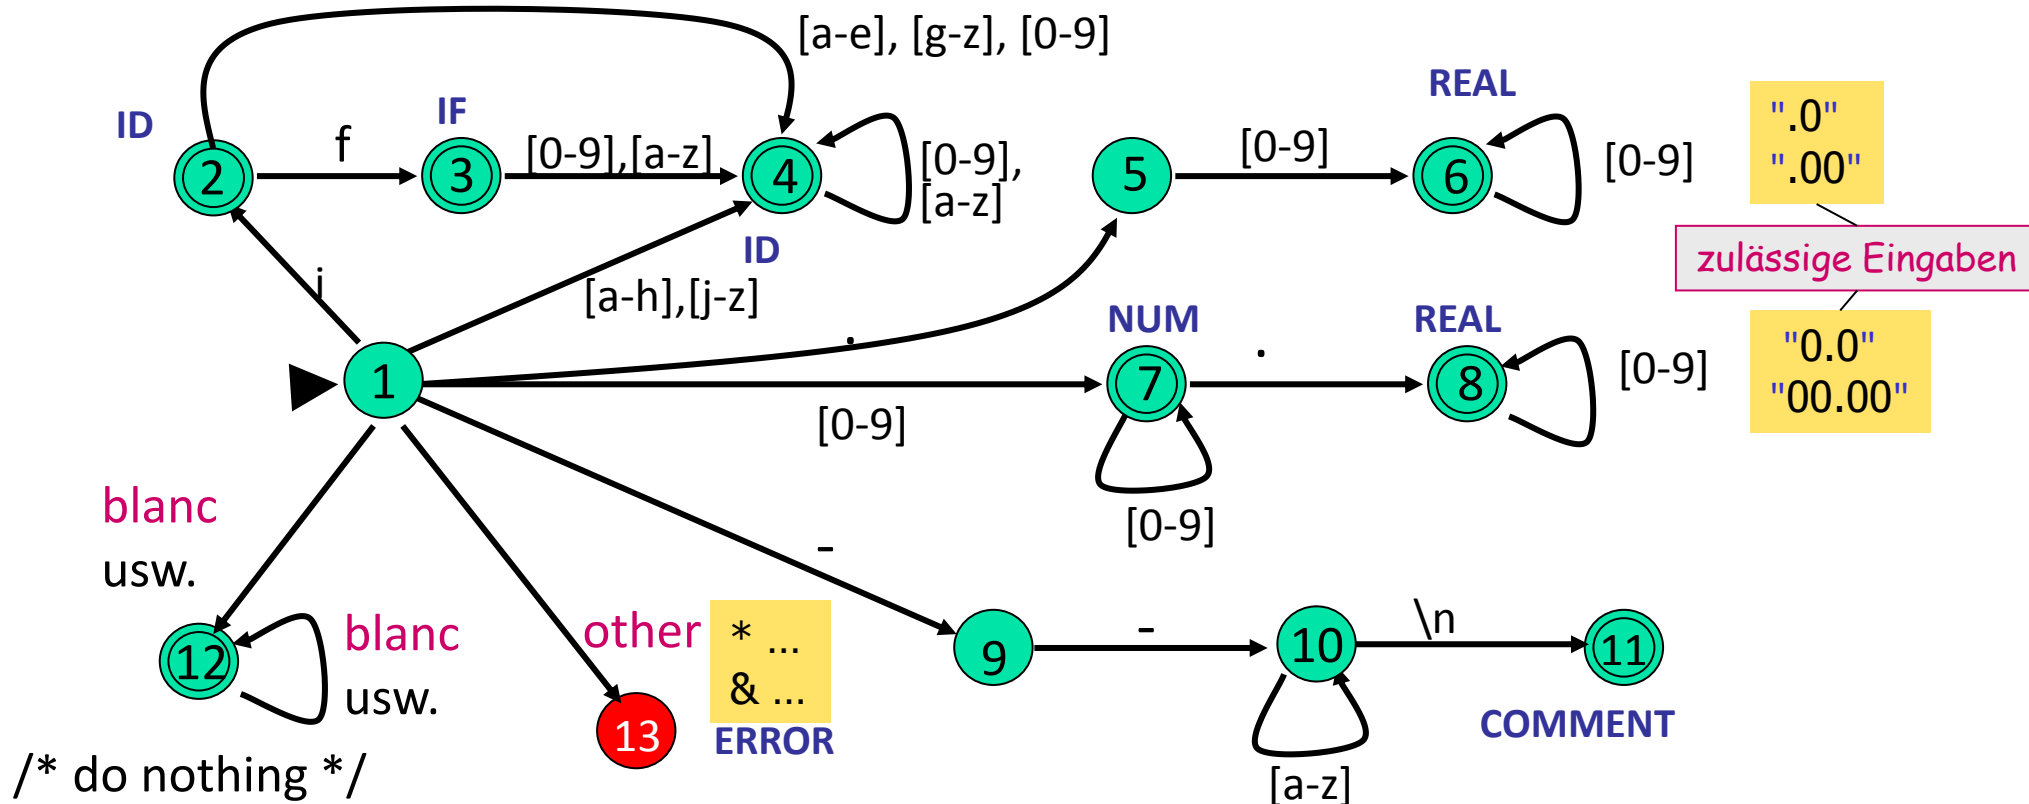 [a-e], [g-z], [0-9]
ID
IF
REAL
f
[0-9],[a-z]
[0-9],
[a-z]
[0-9]
[0-9]
".0"
".00"
2
3
4
5
6
ID
zulässige Eingaben
i
[a-h],[j-z]
.
NUM
.
REAL
"0.0"
"00.00"
1
7
8
[0-9]
[0-9]
[0-9]
blanc
usw.
-
blanc
usw.
other
* ...
& ...
-
\n
12
9
10
11
13
ERROR
COMMENT
/* do nothing */
[a-z]